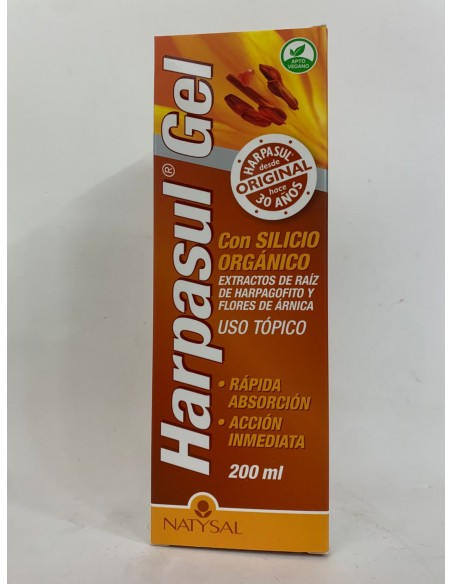 Harpasul® Gel
APTO
VEGANO
HARPASUL®
desde
ORIGINAL
hace
30 AÑOS
Con SILICIO
ORGÁNICO
EXTRACTOS DE RAÍZ
DE HARPAGOFITO Y
FLORES DE ÁRNICA
USO TÓPICO
• RÁPIDA
ABSORCIÓN
• ACCIÓN
INMEDIATA
200 ml
NATYSAL